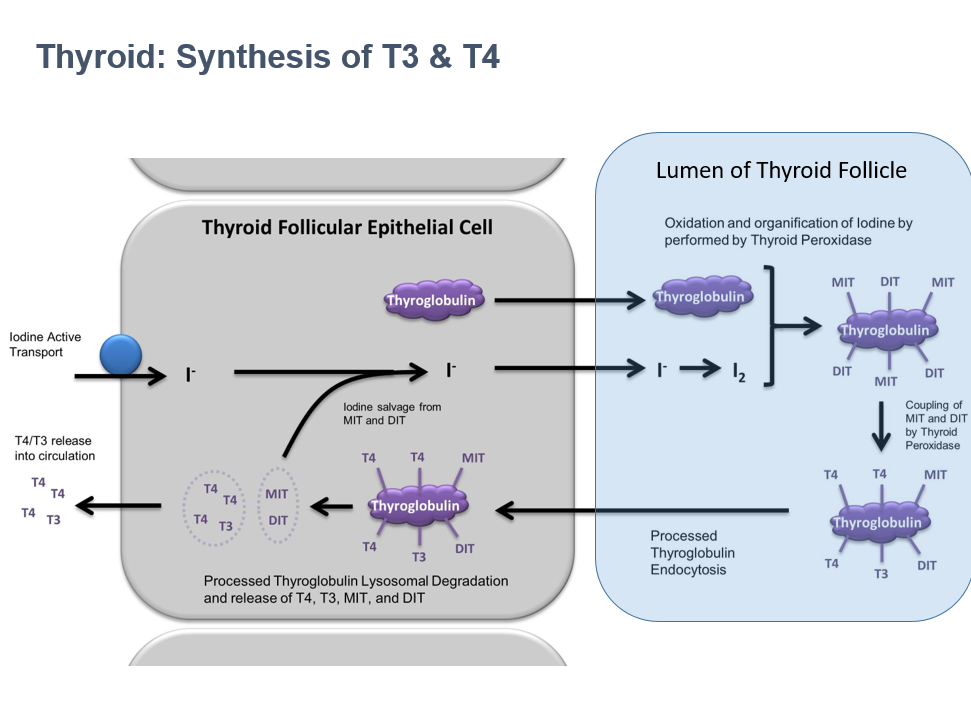 Thyroid: Synthesis of T3 & T4
Lumen of Thyroid Follicle
Thyroid Follicular Epithelial Cell
Oxidation and organification of Iodine by
performed by Thyroid Peroxidase
Thyroglobulin
Thyroglobulin
MIT
DIT
MIT
Thyroglobulin
DIT
MIT
DIT
Iodine Active
Transport
I-
I-
I-
I2
Iodine salvage from
MIT and DIT
Coupling of
MIT and DIT
by Thyroid
Peroxidase
T4/T3 release
into circulation
T4
T4
T4
T3
T4
T4
T4
T3
MIT
DIT
T4
T4
MIT
Thyroglobulin
T4
T3
DIT
T4
T4
MIT
Thyroglobulin
T4
T3
DIT
Processed
Thyroglobulin
Endocytosis
Processed Thyroglobulin Lysosomal Degradation
and release of T4, T3, MIT, and DIT